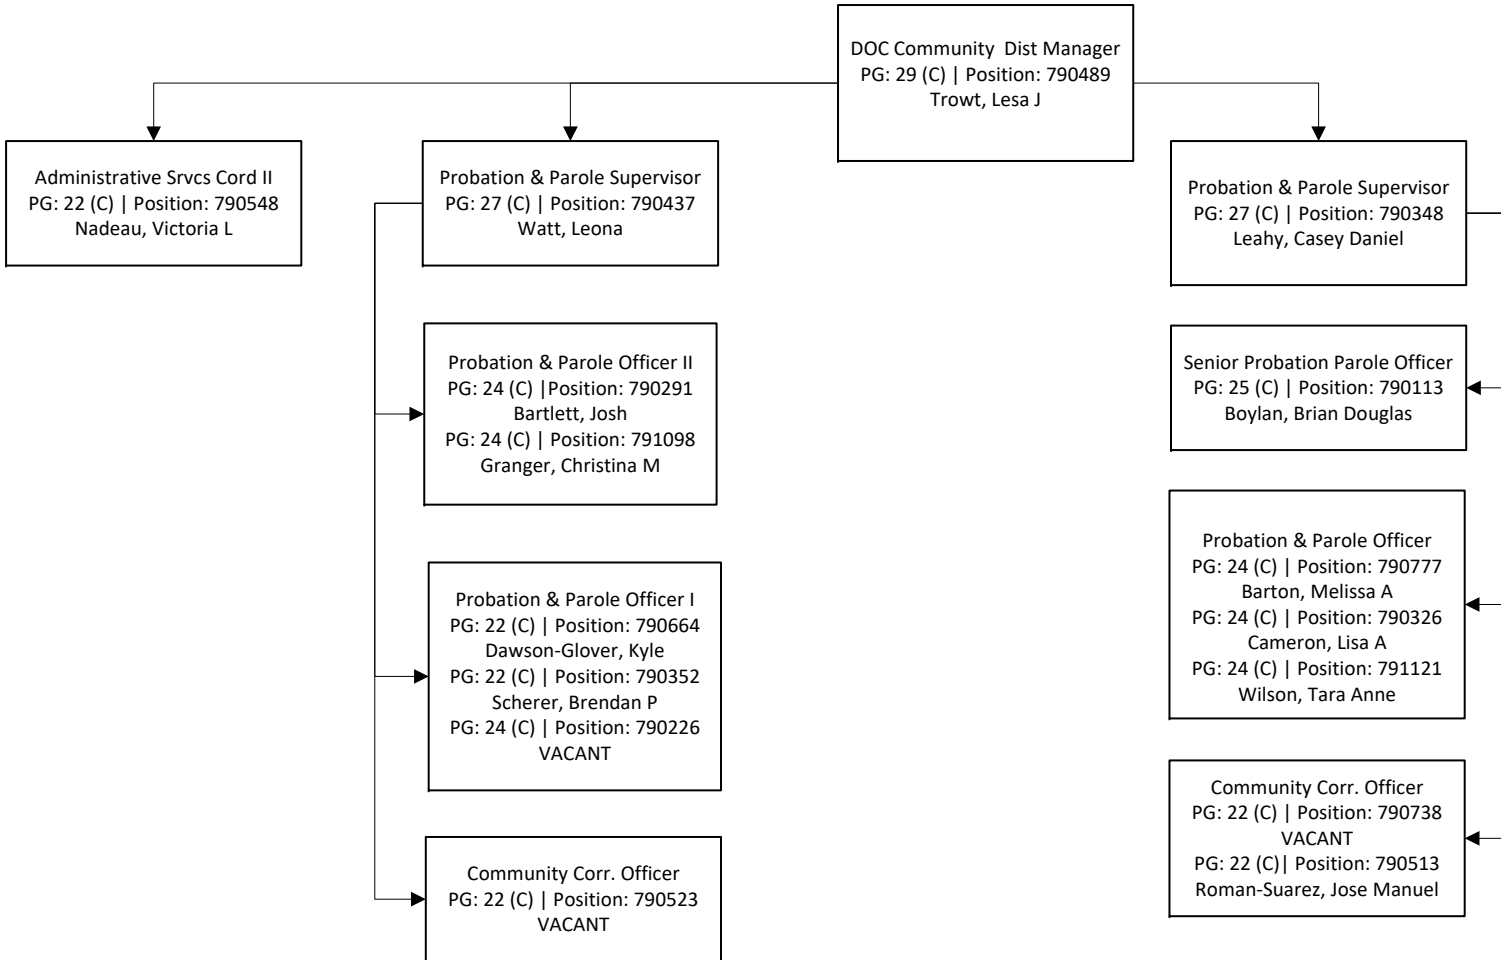 DOC Community  Dist Manager
PG: 29 (C) | Position: 790489
Trowt, Lesa J
Administrative Srvcs Cord II
PG: 22 (C) | Position: 790548
Nadeau, Victoria L
Probation & Parole Supervisor
PG: 27 (C) | Position: 790437
Watt, Leona
Probation & Parole Supervisor
PG: 27 (C) | Position: 790348
Leahy, Casey Daniel
Probation & Parole Officer II
PG: 24 (C) |Position: 790291
Bartlett, Josh
PG: 24 (C) | Position: 791098
Granger, Christina M
Senior Probation Parole Officer
PG: 25 (C) | Position: 790113
Boylan, Brian Douglas
Probation & Parole Officer I
PG: 22 (C) | Position: 790664
Dawson-Glover, Kyle
PG: 22 (C) | Position: 790352
Scherer, Brendan P
PG: 24 (C) | Position: 790226
VACANT
Probation & Parole Officer
PG: 24 (C) | Position: 790777
Barton, Melissa A
PG: 24 (C) | Position: 790326
Cameron, Lisa A
PG: 24 (C) | Position: 791121
Wilson, Tara Anne
Community Corr. Officer
PG: 22 (C) | Position: 790523
VACANT
Community Corr. Officer
PG: 22 (C) | Position: 790738
VACANT
PG: 22 (C)| Position: 790513
Roman-Suarez, Jose Manuel